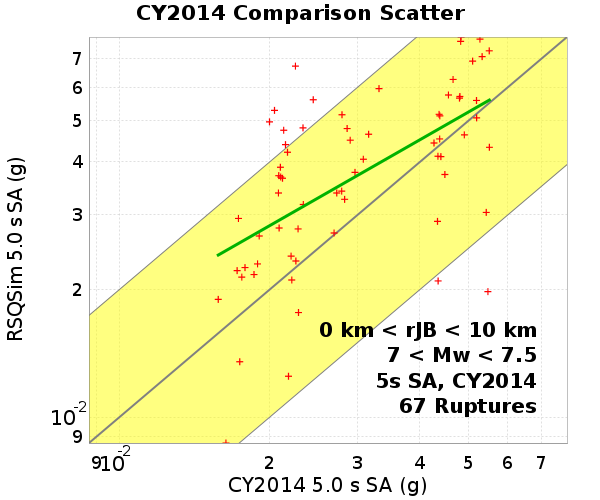 CY2014 Comparison Scatter
RSQSim 5.0 s SA (g)
7
6
5
4
3
2
10-2
9
0 km < rJB < 10 km
7 < Mw < 7.5
5s SA, CY2014
67 Ruptures
9 10-2 2 3 4 5 6 7
CY2014 5.0 s SA (g)